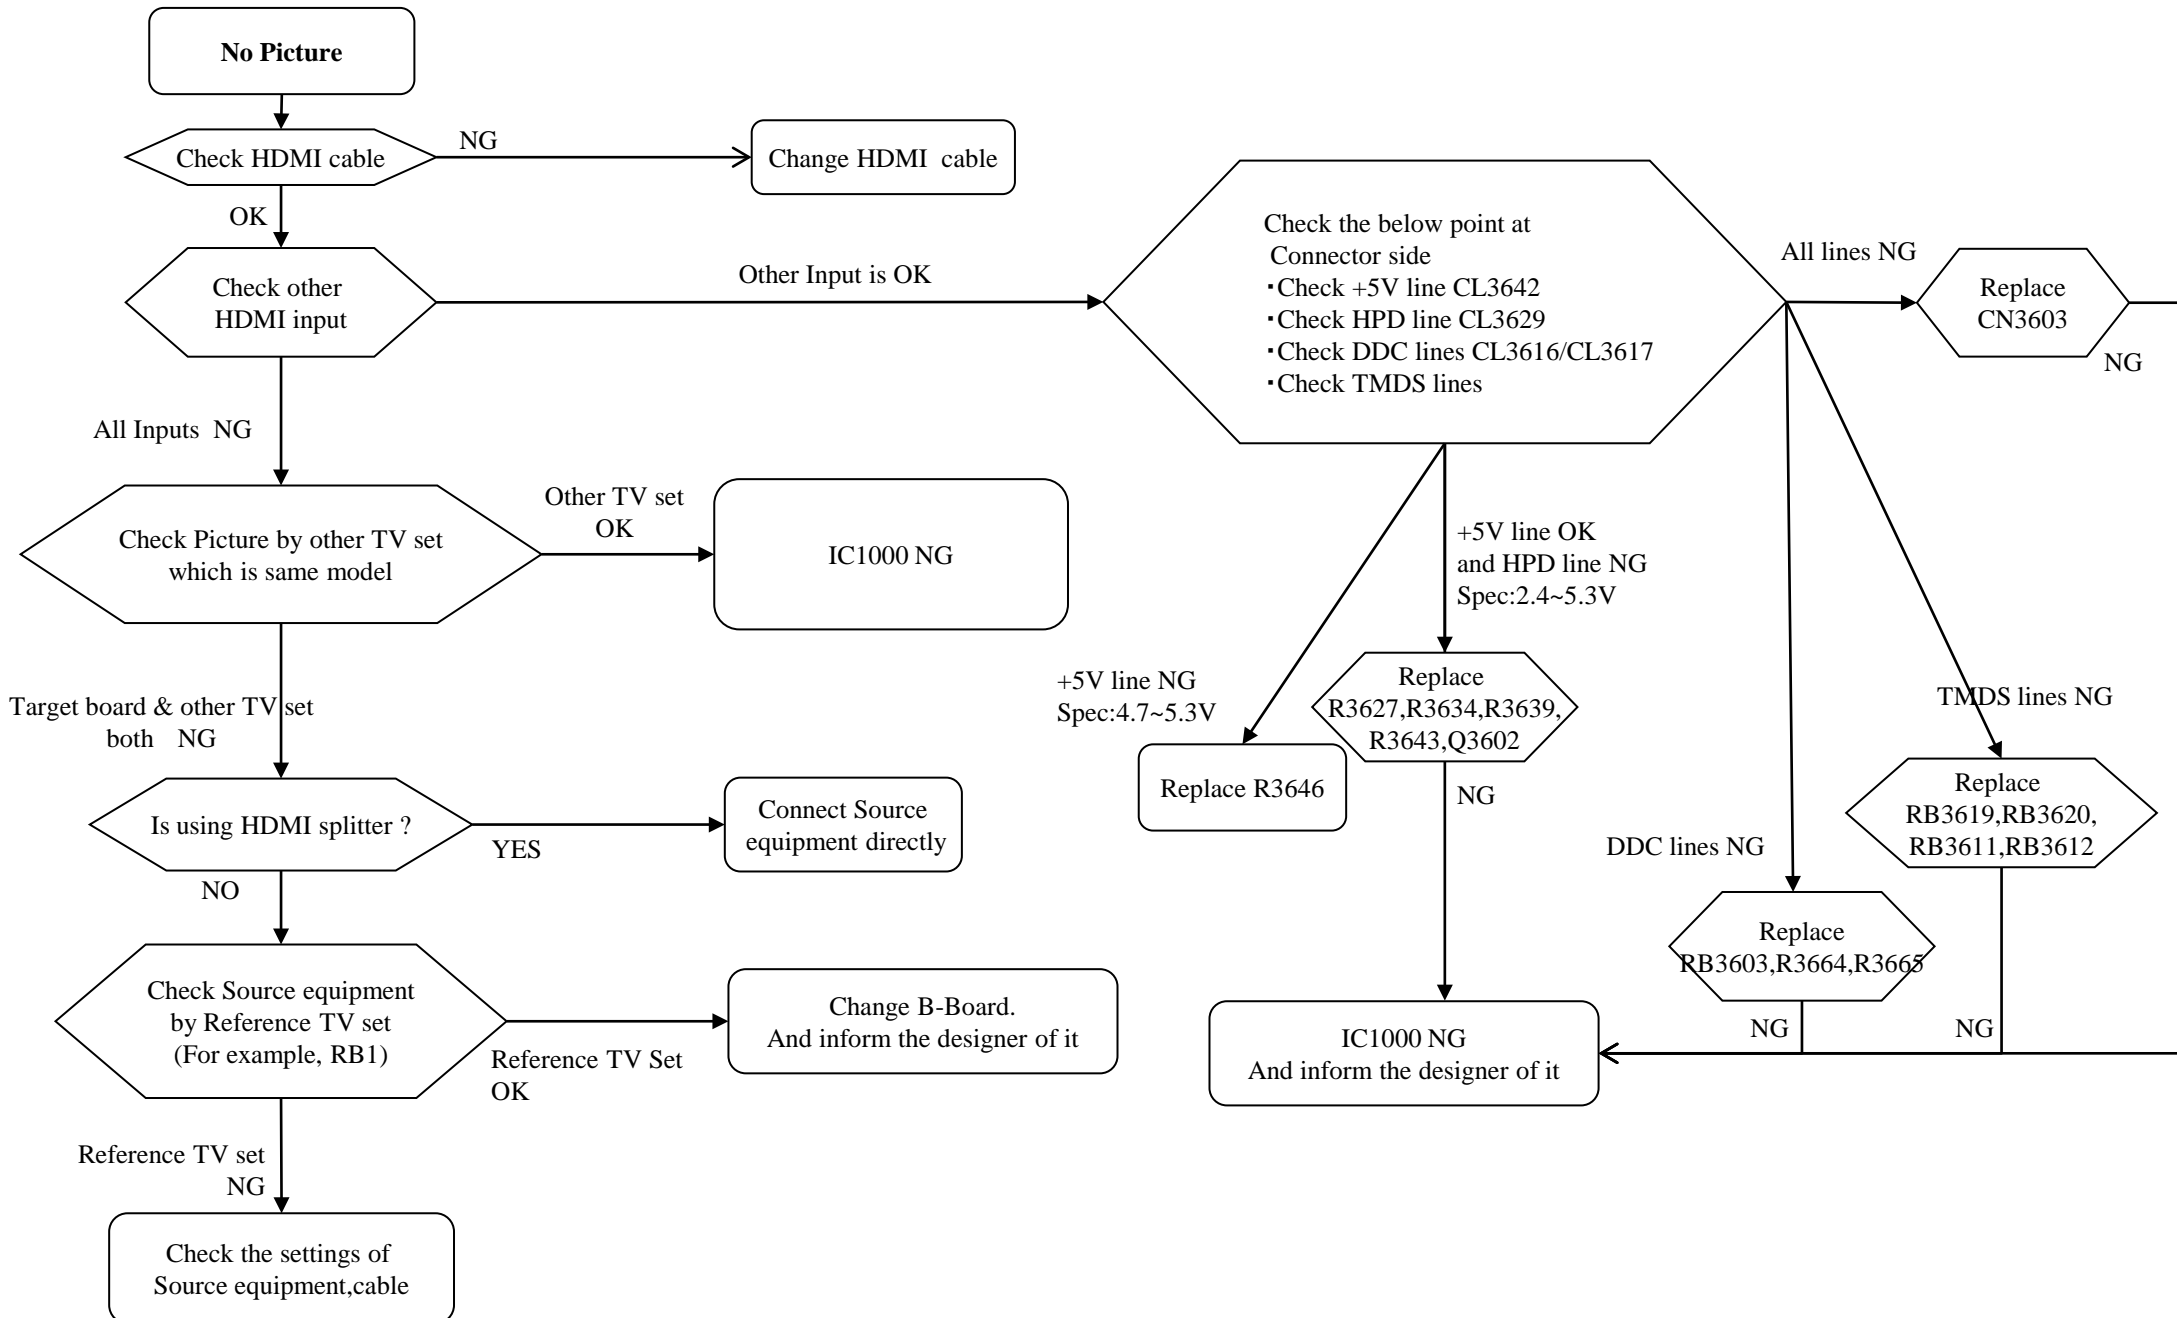 No Picture
Check HDMI cable
NG
Change HDMI  cable
OK
Check other
HDMI input
Other Input is OK
Check the below point at
Connector side
･Check +5V line CL3642
･Check HPD line CL3629
･Check DDC lines CL3616/CL3617
･Check TMDS lines
All lines NG
Replace
CN3603
NG
All Inputs  NG
Check Picture by other TV set
which is same model
Other TV set
OK
IC1000 NG
+5V line OK
and HPD line NG
Spec:2.4~5.3V
+5V line NG
Spec:4.7~5.3V
Replace R3646
Replace
R3627,R3634,R3639,
R3643,Q3602
NG
TMDS lines NG
Replace
RB3619,RB3620,
RB3611,RB3612
NG
DDC lines NG
Replace
RB3603,R3664,R3665
NG
IC1000 NG
And inform the designer of it
Target board & other TV set
both   NG
Is using HDMI splitter ?
YES
Connect Source
equipment directly
NO
Check Source equipment
by Reference TV set
(For example, RB1)
Reference TV Set
OK
Change B-Board.
And inform the designer of it
Reference TV set
NG
Check the settings of
Source equipment,cable